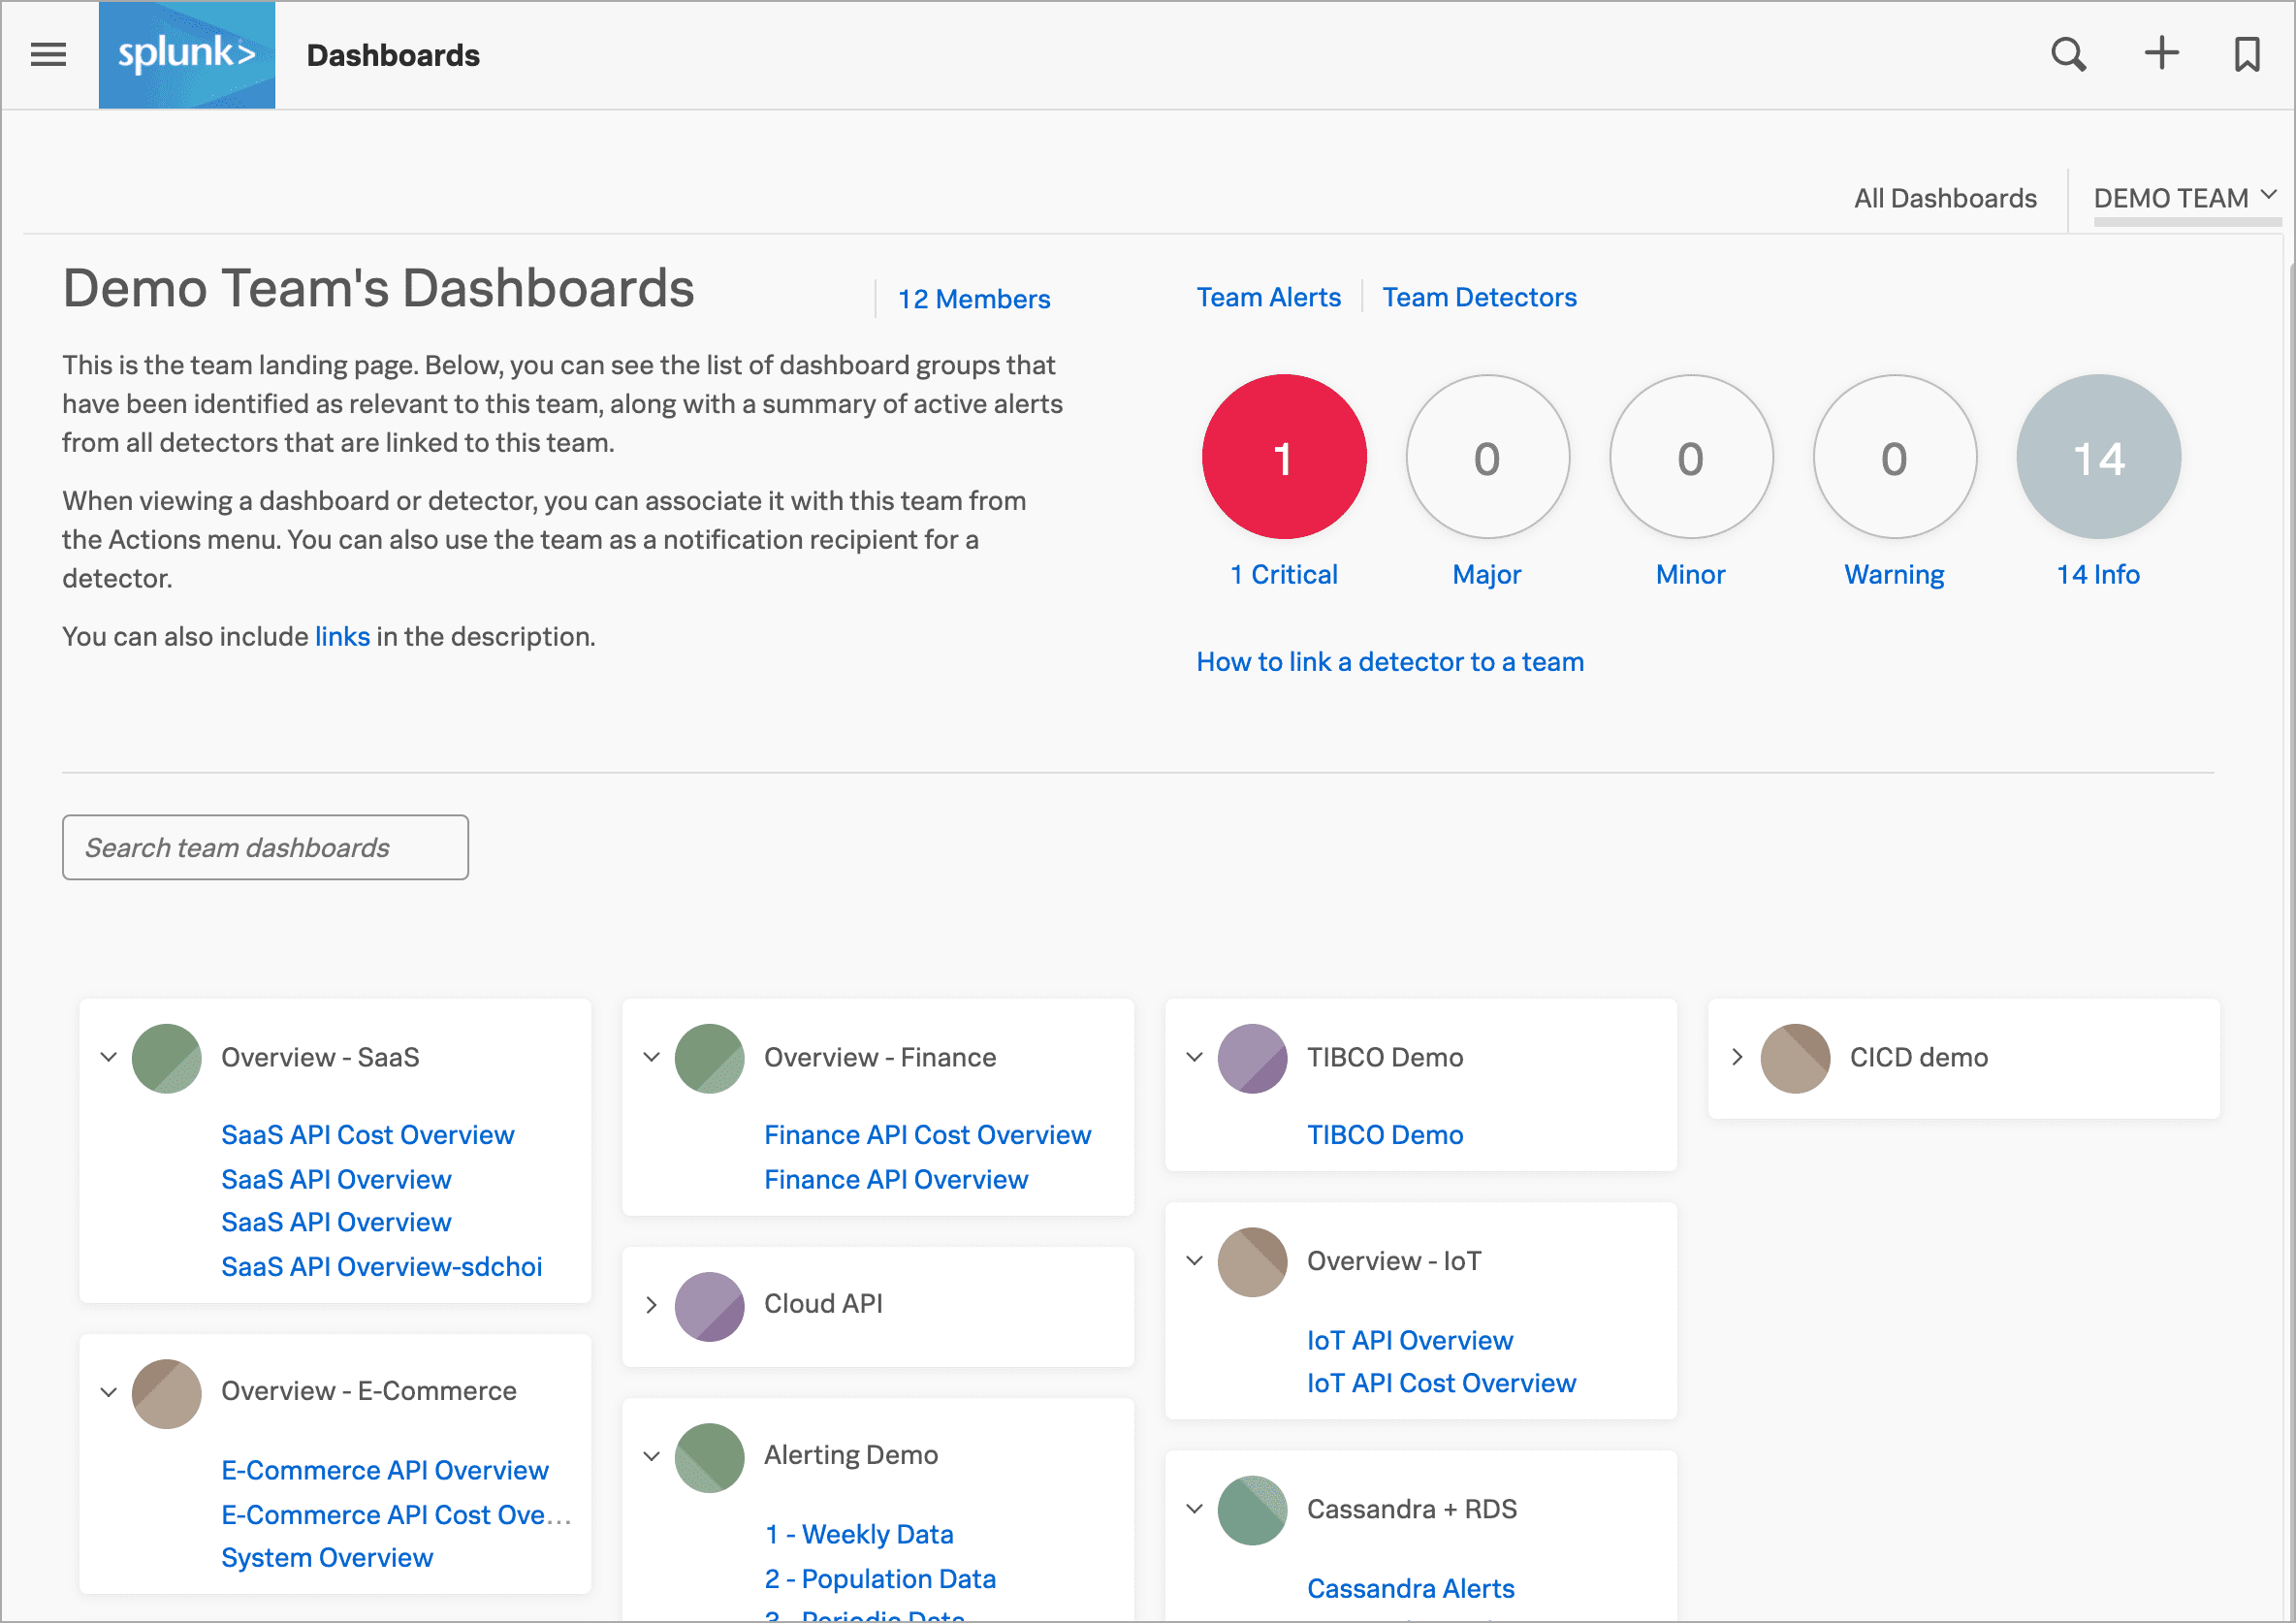 splunk>
Dashboards
All Dashboards
DEMO TEAM
Demo Team's Dashboards
12 Members
This is the team landing page. Below, you can see the list of dashboard groups that
have been identified as relevant to this team, along with a summary of active alerts
from all detectors that are linked to this team.
When viewing a dashboard or detector, you can associate it with this team from
the Actions menu. You can also use the team as a notification recipient for a
detector.
You can also include links in the description.
Team Alerts
Team Detectors
1
0
0
0
14
1 Critical
Major
Minor
Warning
14 Info
How to link a detector to a team
Search team dashboards
Overview - SaaS
SaaS API Cost Overview
SaaS API Overview
SaaS API Overview
SaaS API Overview-sdchoi
Overview - E-Commerce
E-Commerce API Overview
E-Commerce API Cost Ove...
System Overview
Overview - Finance
Finance API Cost Overview
Finance API Overview
Cloud API
Alerting Demo
1 - Weekly Data
2 - Population Data
3 - Periodic Data
TIBCO Demo
TIBCO Demo
Overview - IoT
IoT API Overview
IoT API Cost Overview
Cassandra + RDS
Cassandra Alerts
CICD demo